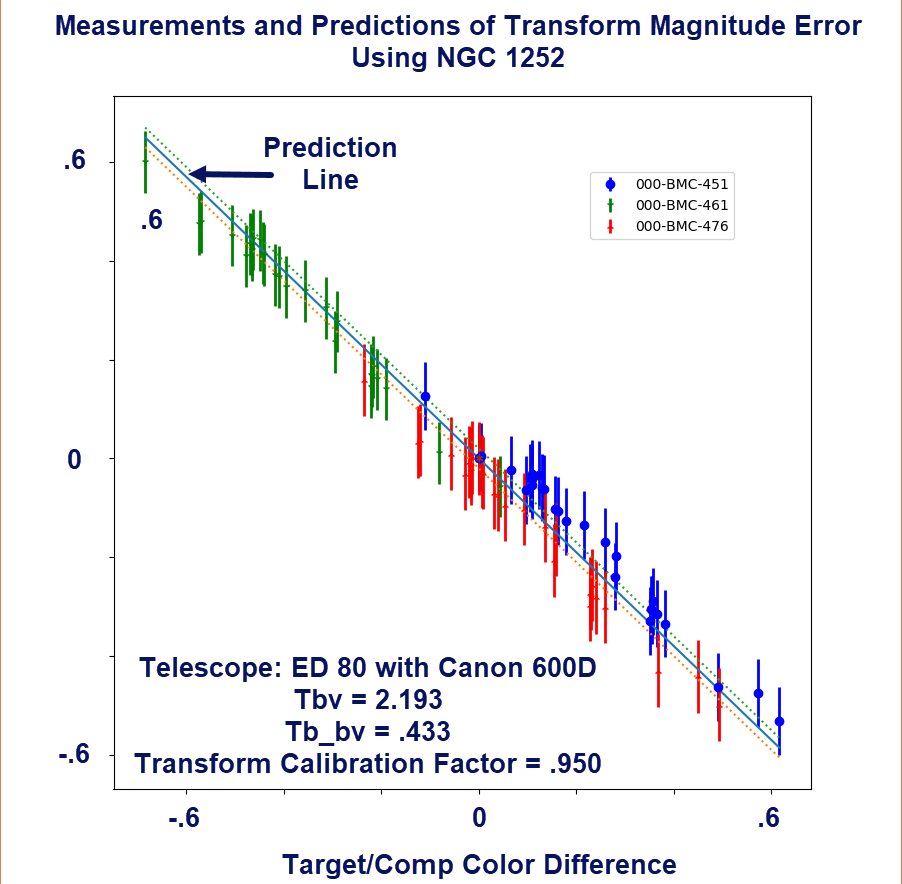 Measurements and Predictions of Transform Magnitude Error
Using NGC 1252
Prediction
Line
.6
.6
000-BMC-451
000-BMC-461
000-BMC-476
0
Telescope: ED 80 with Canon 600D
Tbv = 2.193
Tb_bv = .433
Transform Calibration Factor = .950
-.6
-.6
0
.6
Target/Comp Color Difference